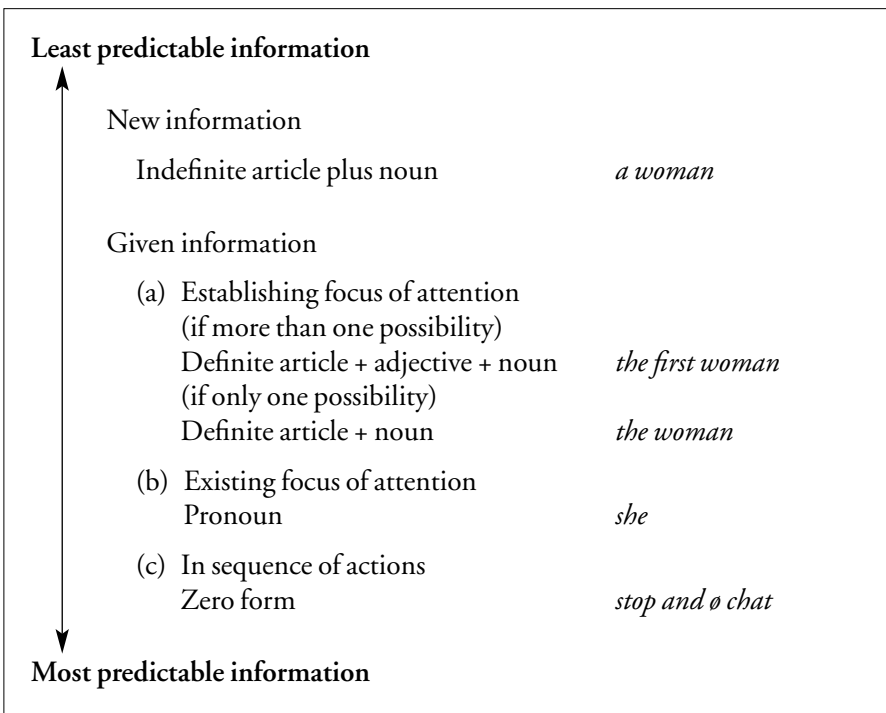 Least predictable information
New information
Indefinite article plus noun a woman
Given information
(a) Establishing focus of attention
(if more than one possibility)
Definite article + adjective + noun the first woman
(if only one possibility)
Definite article + noun the woman
(b) Existing focus of attention
Pronoun she
(c) In sequence of actions
Zero form stop and ø chat
Most predictable information